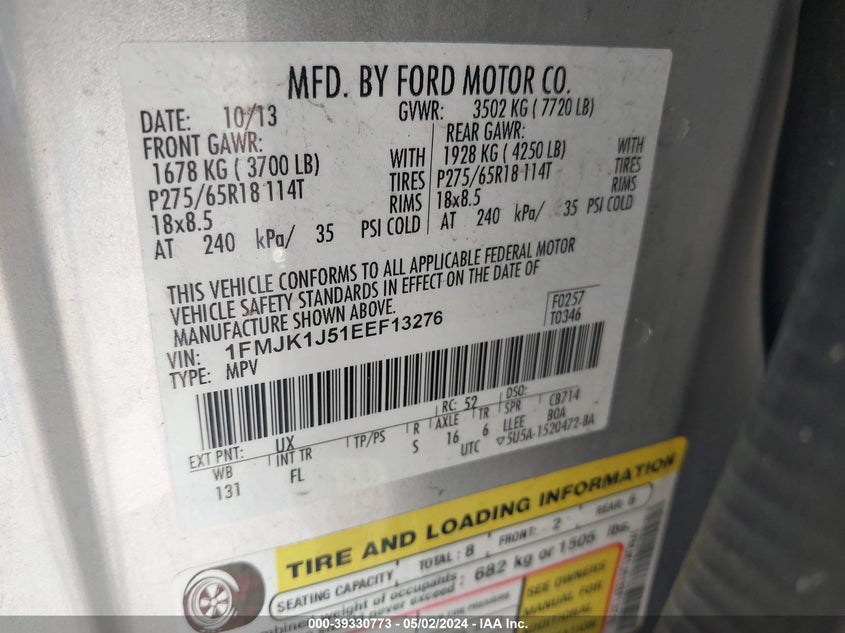 MFD. BY FORD MOTOR CO.
DATE: 10/13 GVWR: 3502 KG ( 7720 LB)
FRONT GAWR: REAR GAWR:
1678 KG ( 3700 LB) WITH 1928 KG ( 4250 LB) WITH
P275/65R18 114T TIRES P275/65R18 114T TIRES
18x8.5 RIMS 18x8.5 RIMS
AT 240 kPa/ 35 PSI COLD AT 240 kPa/ 35 PSI COLD
THIS VEHICLE CONFORMS TO ALL APPLICABLE FEDERAL MOTOR
VEHICLE SAFETY STANDARDS IN EFFECT ON THE DATE OF
MANUFACTURE SHOWN ABOVE.
F0257
T0346
VIN: 1FMJK1J51EEF13276
TYPE: MPV
EXT PNT: UX RC: 52 DSO: CB714
WB INT TR TP/PS R AXLE TR SPR BOA
131 FL S 16 6 LLEE
UTC ▽5U5A-1520472-BA
TIRE AND LOADING INFORMATION
SEATING CAPACITY TOTAL: 8 FRONT: 2 REAR: 6
weight of occupants
never exceed : 682 kg or 1505 lbs.
SEE OWNERS
MANUAL FOR
ADDITIONAL
000-39330773 - 05/02/2024 - IAA Inc.